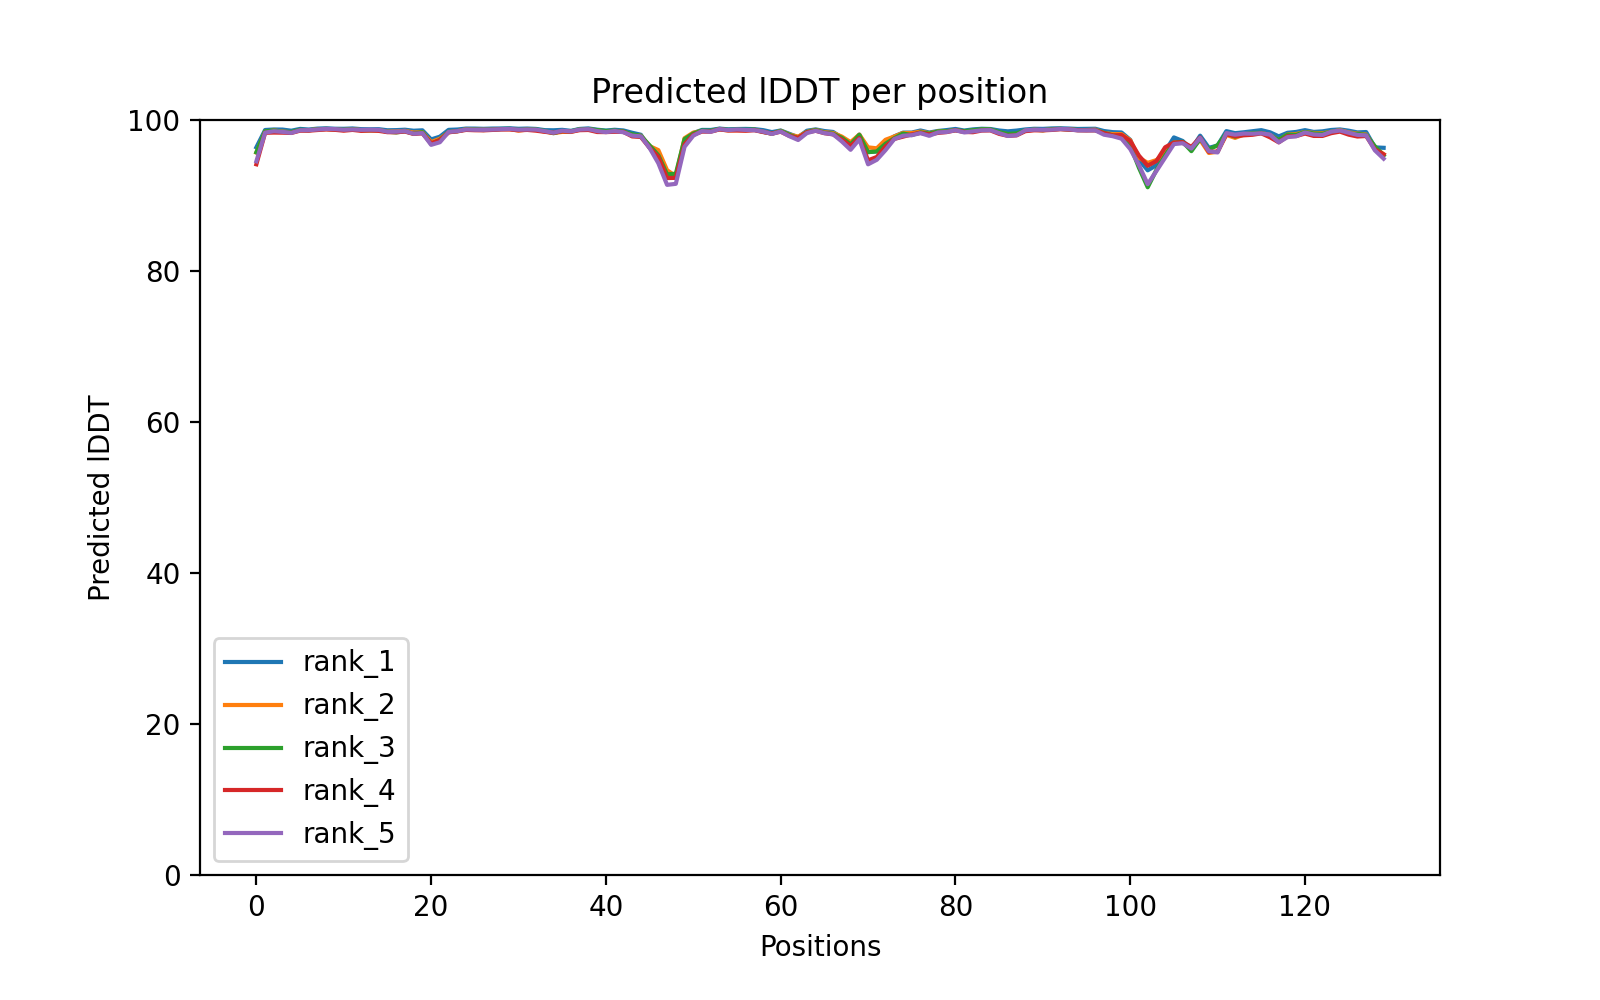 Predicted lDDT per position
100
80
60
40
20
0
Predicted lDDT
rank_1
rank_2
rank_3
rank_4
rank_5
0 20 40 60 80 100 120
Positions